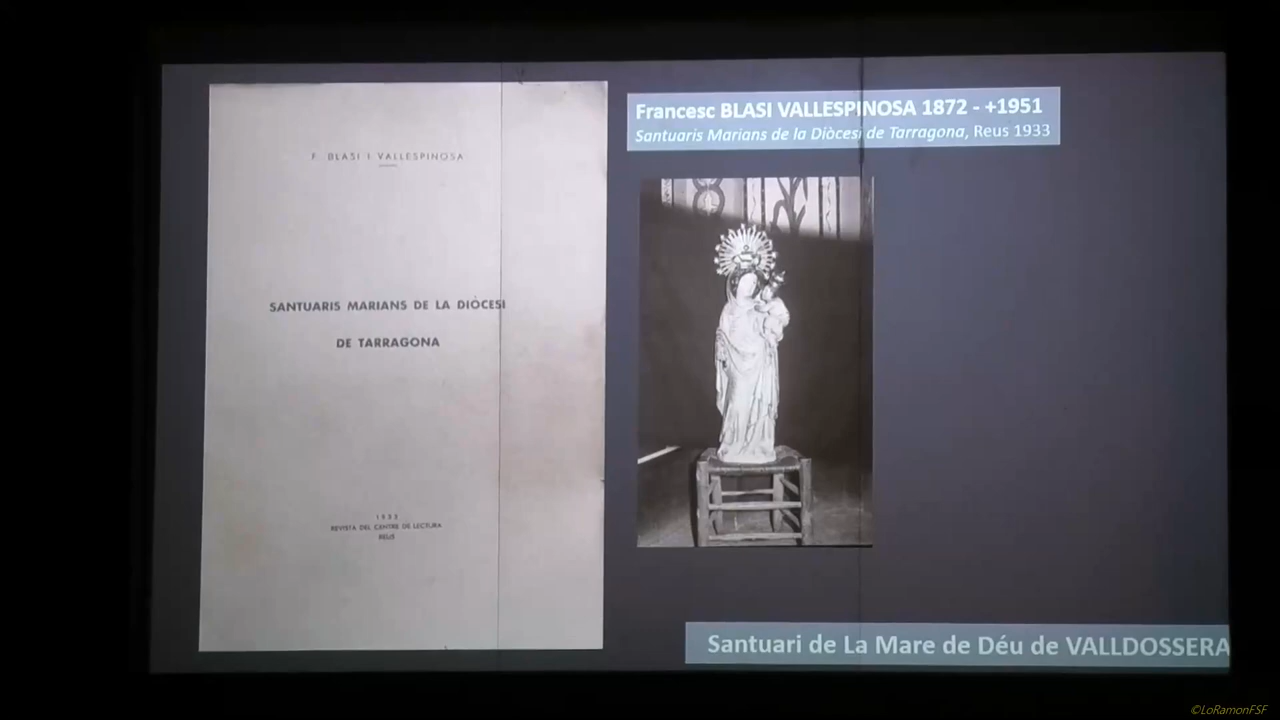 F. BLASI I VALLESPINOSA
SANTUARIS MARIANS DE LA DIÒCESI
DE TARRAGONA
1933
REVISTA DEL CENTRE DE LECTURA
REUS
Francesc BLASI VALLESPINOSA 1872 - +1951
Santuaris Marians de la Diòcesi de Tarragona, Reus 1933
Santuari de La Mare de Déu de VALLDOSSERA
©LoRamonFSF